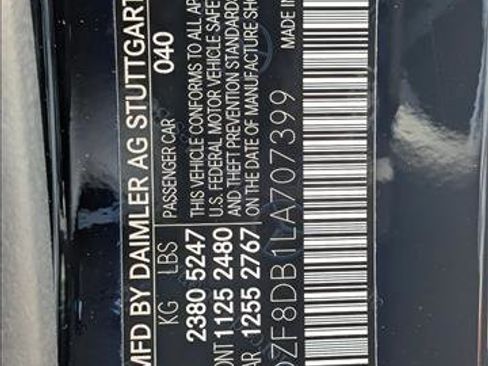 MFD BY DAIMLER AG STUTTGART
KG LBS
2380 5247
1125 2480
1255 2767
PASSENGER CAR 040
THIS VEHICLE CONFORMS TO ALL
U.S. FEDERAL MOTOR VEHICLE
AND THEFT PREVENTION STANDARDS
ON THE DATE OF MANUFACTURE
MADE IN
ZF8DB1LA707399